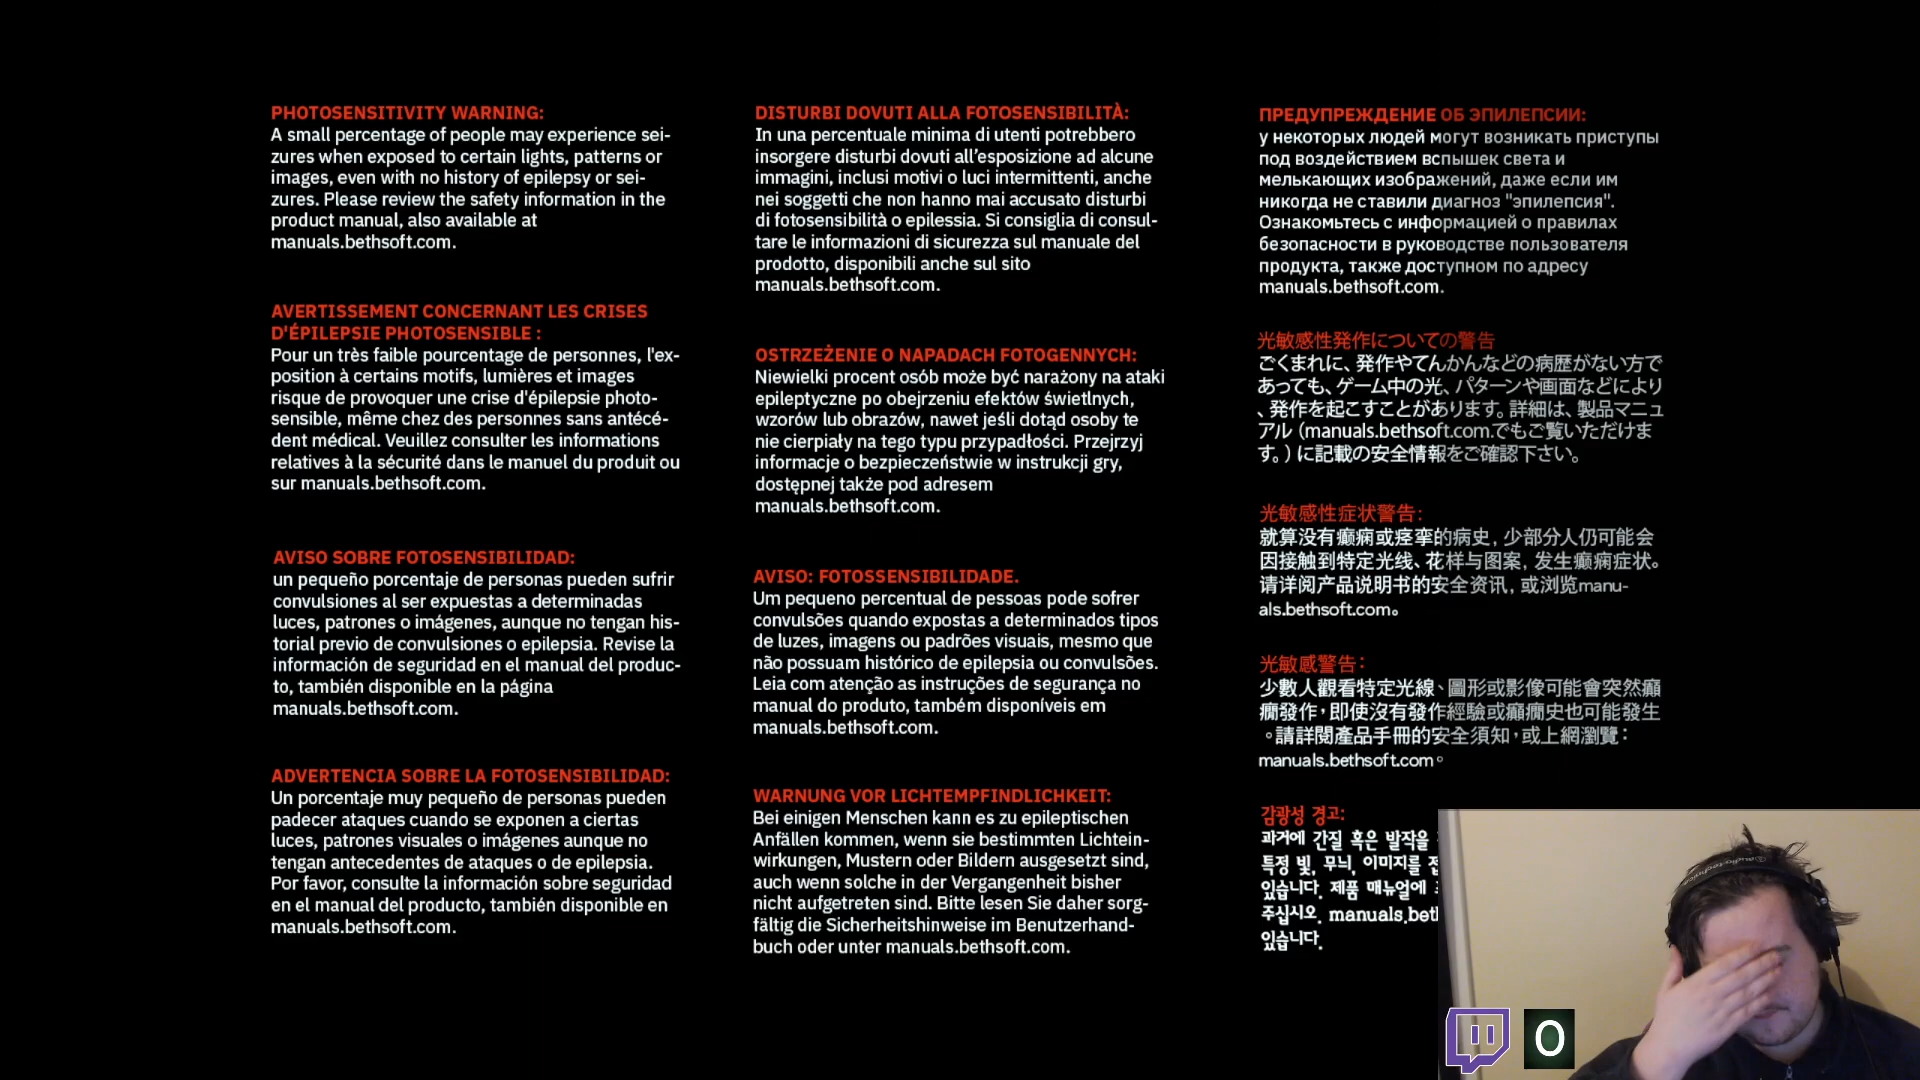 PHOTOSENSITIVITY WARNING:
A small percentage of people may experience sei-
zures when exposed to certain lights, patterns or
images, even with no history of epilepsy or sei-
zures. Please review the safety information in the
product manual, also available at
manuals.bethsoft.com.
AVERTISSEMENT CONCERNANT LES CRISES
D'ÉPILEPSIE PHOTOSENSIBLE :
Pour un très faible pourcentage de personnes, l'ex-
position à certains motifs, lumières et images
risque de provoquer une crise d'épilepsie photo-
sensible, même chez des personnes sans antécé-
dent médical. Veuillez consulter les informations
relatives à la sécurité dans le manuel du produit ou
sur manuals.bethsoft.com.
AVISO SOBRE FOTOSENSIBILIDAD:
un pequeño porcentaje de personas pueden sufrir
convulsiones al ser expuestas a determinadas
luces, patrones o imágenes, aunque no tengan his-
torial previo de convulsiones o epilepsia. Revise la
información de seguridad en el manual del produc-
to, también disponible en la página
manuals.bethsoft.com.
ADVERTENCIA SOBRE LA FOTOSENSIBILIDAD:
Un porcentaje muy pequeño de personas pueden
padecer ataques cuando se exponen a ciertas
luces, patrones visuales o imágenes aunque no
tengan antecedentes de ataques o de epilepsia.
Por favor, consulte la información sobre seguridad
en el manual del producto, también disponible en
manuals.bethsoft.com.
DISTURBI DOVUTI ALLA FOTOSENSIBILITÀ:
In una percentuale minima di utenti potrebbero
insorgere disturbi dovuti all'esposizione ad alcune
immagini, inclusi motivi o luci intermittenti, anche
nei soggetti che non hanno mai accusato disturbi
di fotosensibilità o epilessia. Si consiglia di consul-
tare le informazioni di sicurezza sul manuale del
prodotto, disponibili anche sul sito
manuals.bethsoft.com.
OSTRZEŻENIE O NAPADACH FOTOGENNYCH:
Niewielki procent osób może być narażony na ataki
epileptyczne po obejrzeniu efektów świetlnych,
wzorów lub obrazów, nawet jeśli dotąd osoby te
nie cierpiały na tego typu przypadłości. Przejrzyj
informacje o bezpieczeństwie w instrukcji gry,
dostępnej także pod adresem
manuals.bethsoft.com.
AVISO: FOTOSSENSIBILIDADE.
Um pequeno percentual de pessoas pode sofrer
convulsões quando expostas a determinados tipos
de luzes, imagens ou padrões visuais, mesmo que
não possuam histórico de epilepsia ou convulsões.
Leia com atenção as instruções de segurança no
manual do produto, também disponíveis em
manuals.bethsoft.com.
WARNUNG VOR LICHTEMPFINDLICHKEIT:
Bei einigen Menschen kann es zu epileptischen
Anfällen kommen, wenn sie bestimmten Lichtein-
wirkungen, Mustern oder Bildern ausgesetzt sind,
auch wenn solche in der Vergangenheit bisher
nicht aufgetreten sind. Bitte lesen Sie daher sorg-
fältig die Sicherheitshinweise im Benutzerhand-
buch oder unter manuals.bethsoft.com.
ПРЕДУПРЕЖДЕНИЕ ОБ ЭПИЛЕПСИИ:
у некоторых людей могут возникать приступы
под воздействием вспышек света и
мелькающих изображений, даже если им
никогда не ставили диагноз "эпилепсия".
Ознакомьтесь с информацией о правилах
безопасности в руководстве пользователя
продукта, также доступном по адресу
manuals.bethsoft.com.
光敏感性発作についての警告
ごくまれに、発作やてんかんなどの病歴がない方で
あっても、ゲーム中の光、パターンや画面などにより
、発作を起こすことがあります。詳細は、製品マニュ
アル（manuals.bethsoft.com.でもご覧いただけま
す。）に記載の安全情報をご確認下さい。
光敏感性症状警告：
就算没有癫痫或痉挛的病史，少部分人仍可能会
因接触到特定光线、花样与图案，发生癫痫症状。
请详阅产品说明书的安全资讯，或浏览manu-
als.bethsoft.com。
光敏感警告：
少數人觀看特定光線、圖形或影像可能會突然癲
癇發作，即使沒有發作經驗或癲癇史也可能發生
。請詳閱產品手冊的安全須知，或上網瀏覽：
manuals.bethsoft.com。
감광성 경고:
과거에 간질 혹은 발작을
특정 빛, 무늬, 이미지를
있습니다. 제품 매뉴얼에
주십시오. manuals.bet
있습니다.
0